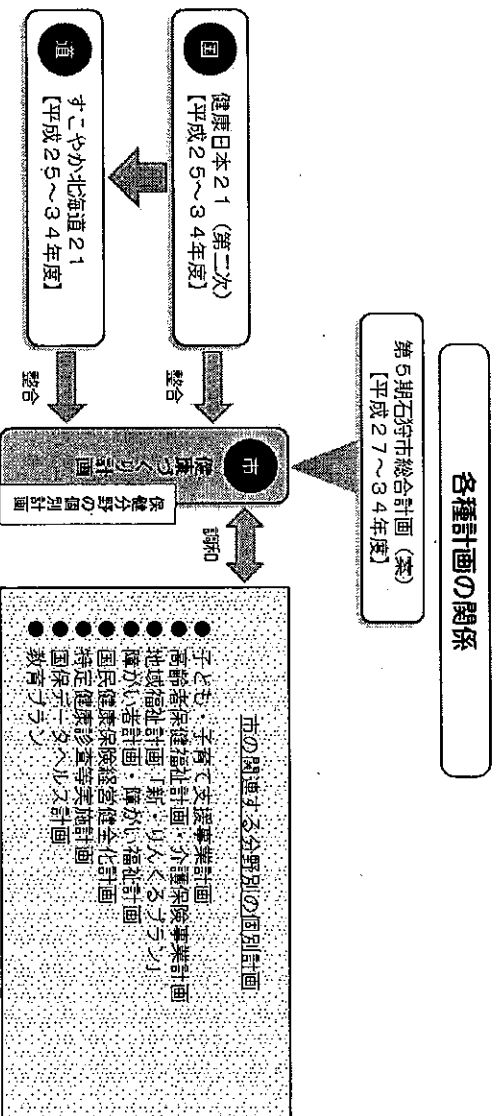 各種計画の関係
第5期石狩市総合計画（案）
【平成27～34年度】
国
健康日本21（第二次）
【平成25～34年度】
整合
道
すこやか北海道21
【平成25～34年度】
整合
市
健康づくり計画
保健分野の個別計画
調和
市の関連する分野別の個別計画
●子ども・子育て支援事業計画
●高齢者保健福祉計画・介護保険事業計画
●地域福祉計画「新・りんくるプラン」
●障がい者計画・障がい福祉計画
●国民健康保険経営健全化計画
●特定健康診査等実施計画
●国保データヘルス計画
●教育プラン